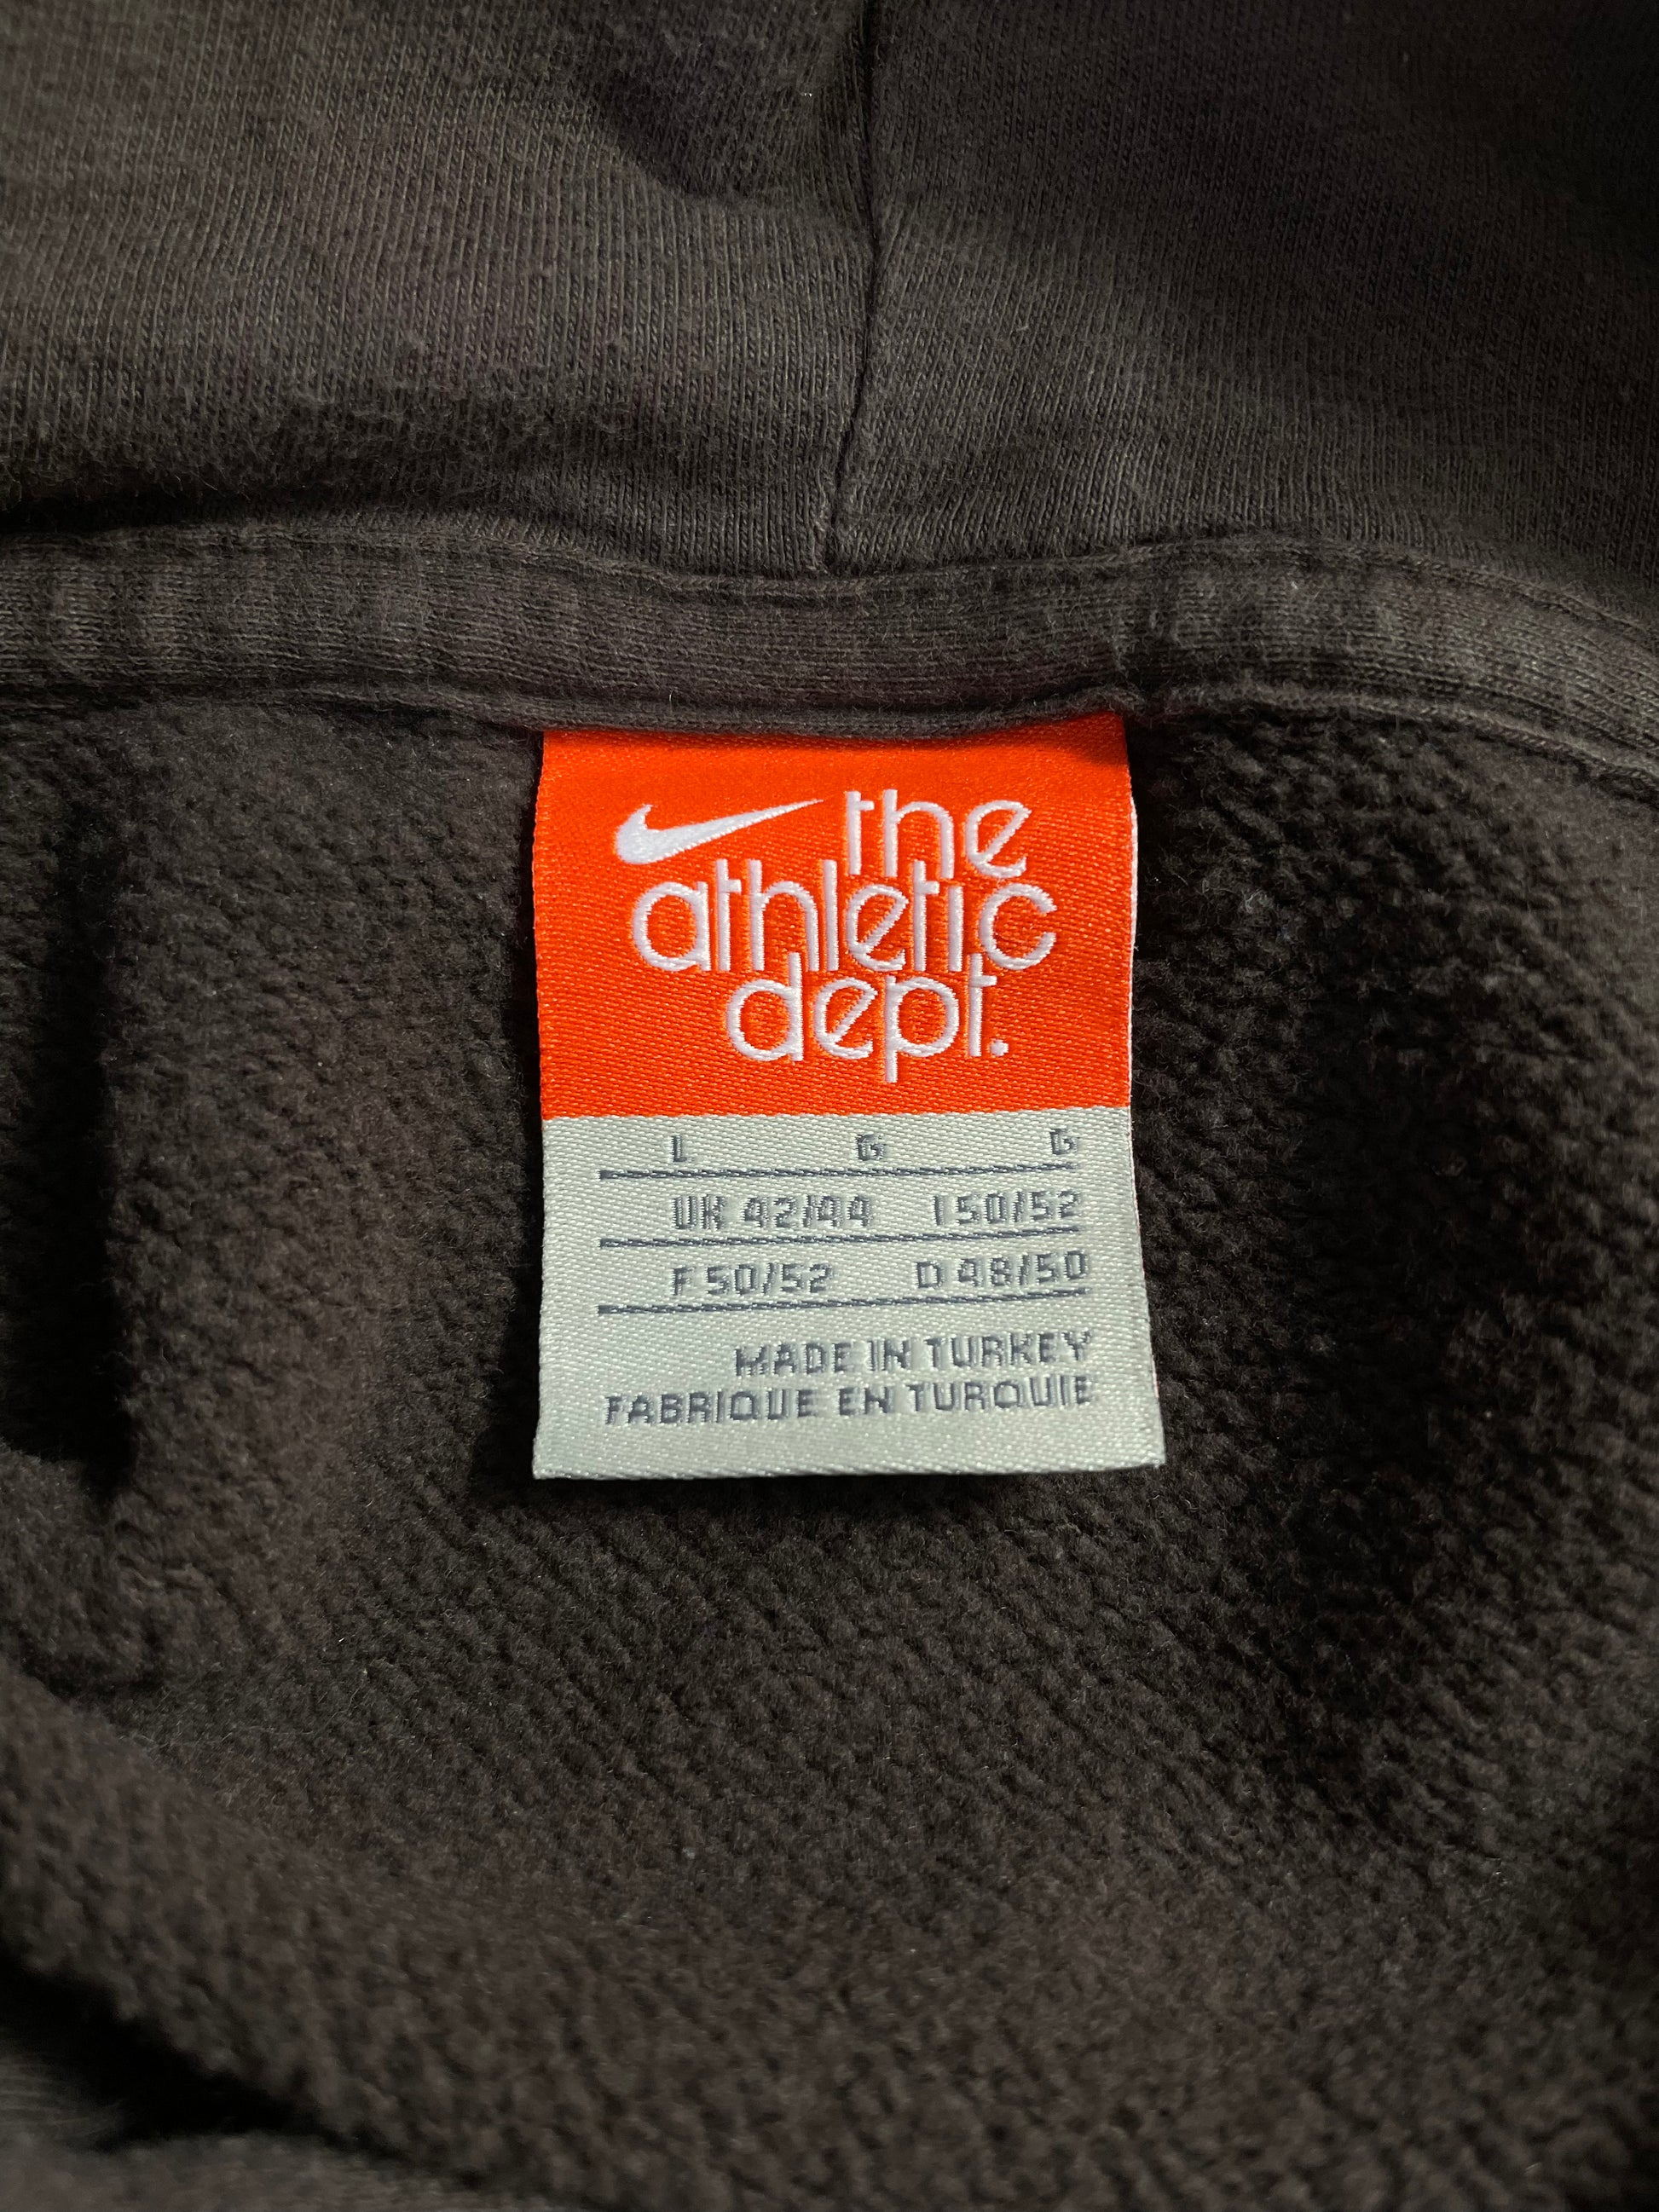 the
athletic
dept.
L G G
UK 42/44 I 50/52
F 50/52 D 48/50
MADE IN TURKEY
FABRIQUE EN TURQUIE